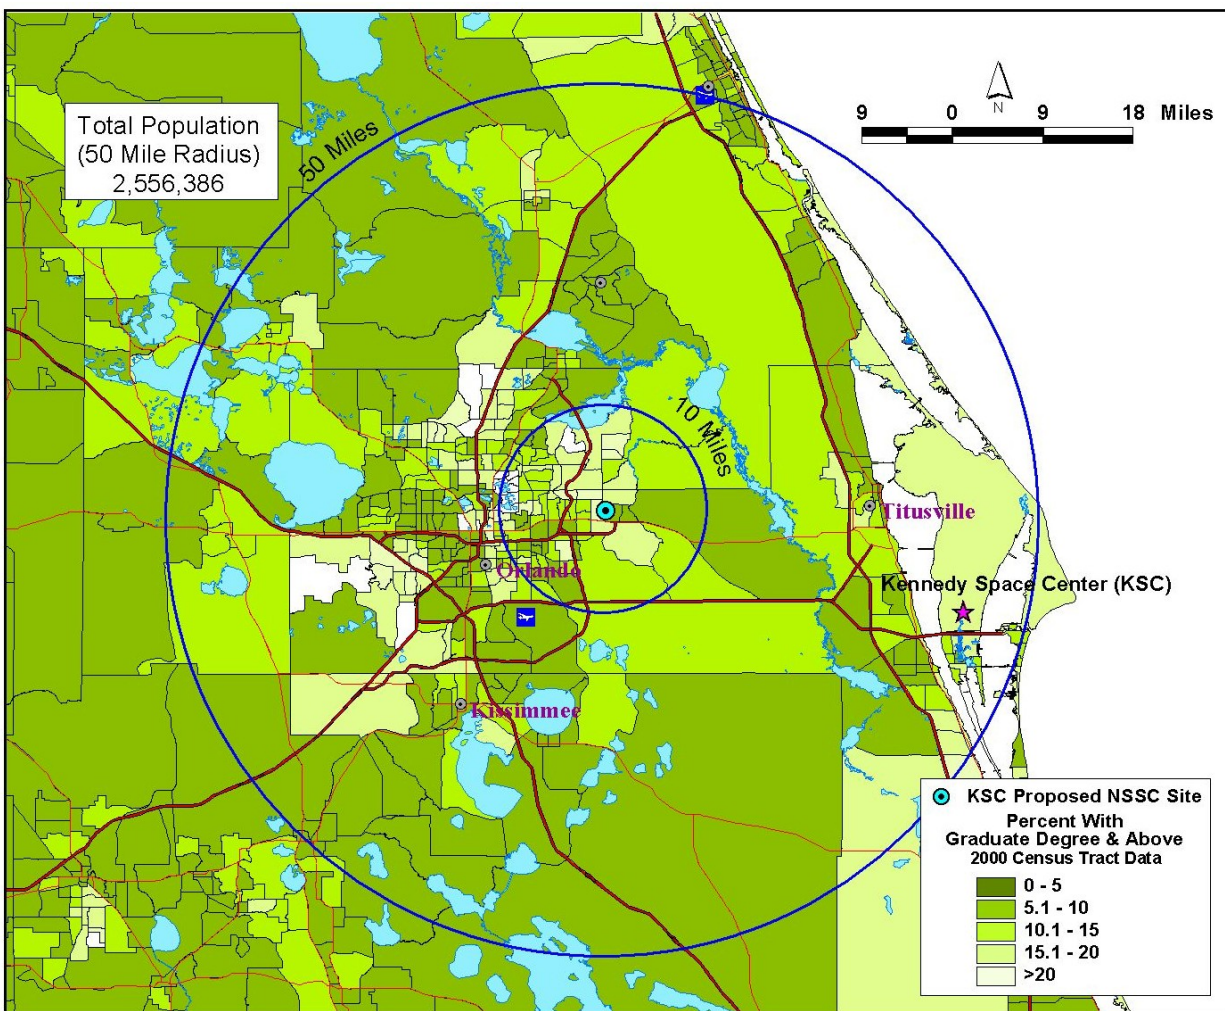 Total Population
(50 Mile Radius)
2,556,386
50 Miles
N
9 0 9 18 Miles
10 Miles
Titusville
Orlando
Kennedy Space Center (KSC)
Kissimmee
KSC Proposed NSSC Site
Percent With
Graduate Degree & Above
2000 Census Tract Data
0 - 5
5.1 - 10
10.1 - 15
15.1 - 20
>20